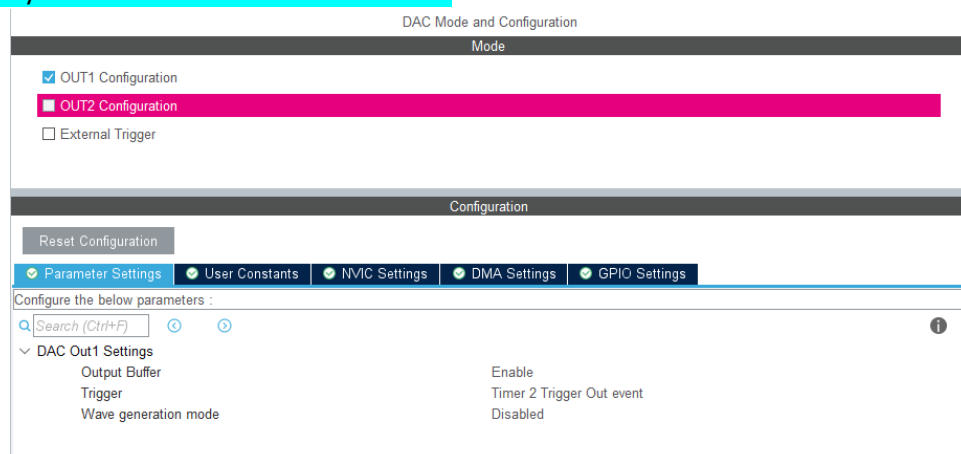 DAC Mode and Configuration
Mode
OUT1 Configuration
OUT2 Configuration
External Trigger
Configuration
Reset Configuration
Parameter Settings User Constants NVIC Settings DMA Settings GPIO Settings
Configure the below parameters :
Search (Ctrl+F)
DAC Out1 Settings
Output Buffer Enable
Trigger Timer 2 Trigger Out event
Wave generation mode Disabled